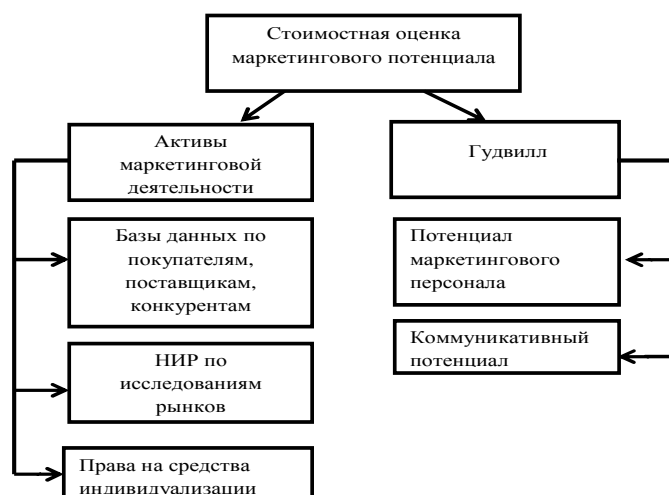 Стоимостная оценка
маркетингового потенциала
Активы
маркетинговой
деятельности
Гудвилл
Базы данных по
покупателям,
поставщикам,
конкурентам
Потенциал
маркетингового
персонала
НИР по
исследованиям
рынков
Коммуникативный
потенциал
Права на средства
индивидуализации